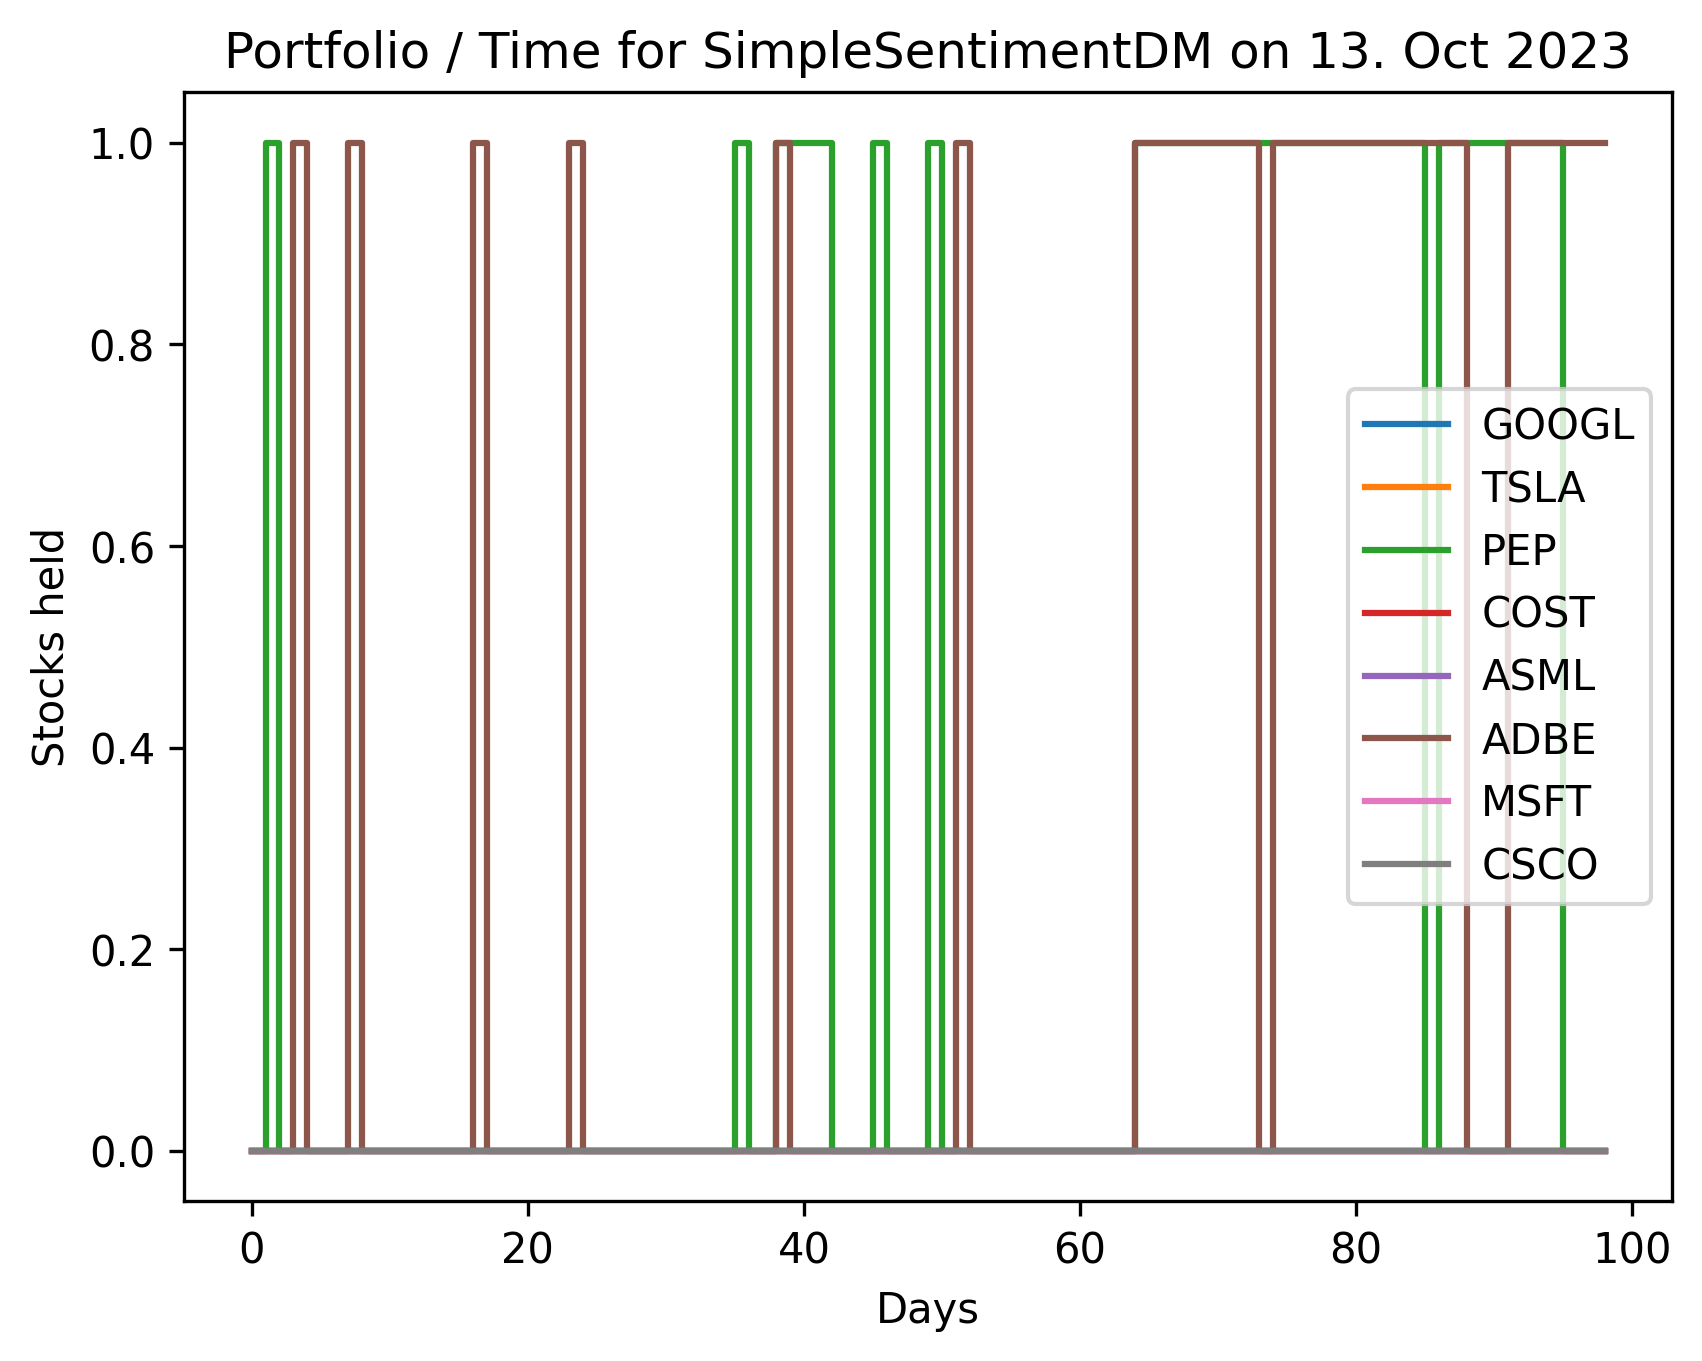 Portfolio / Time for SimpleSentimentDM on 13. Oct 2023
1.0
0.8
0.6
0.4
0.2
0.0
Stocks held
GOOGL
TSLA
PEP
COST
ASML
ADBE
MSFT
CSCO
0 20 40 60 80 100
Days